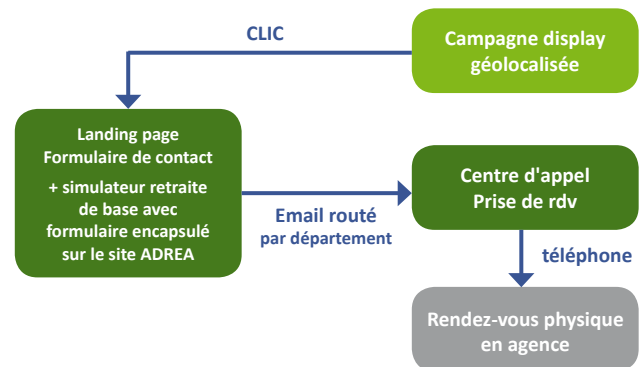 CLIC
Campagne display
géolocalisée
Landing page
Formulaire de contact
+ simulateur retraite
de base avec
formulaire encapsulé
sur le site ADREA
Email routé
par département
Centre d'appel
Prise de rdv
téléphone
Rendez-vous physique
en agence